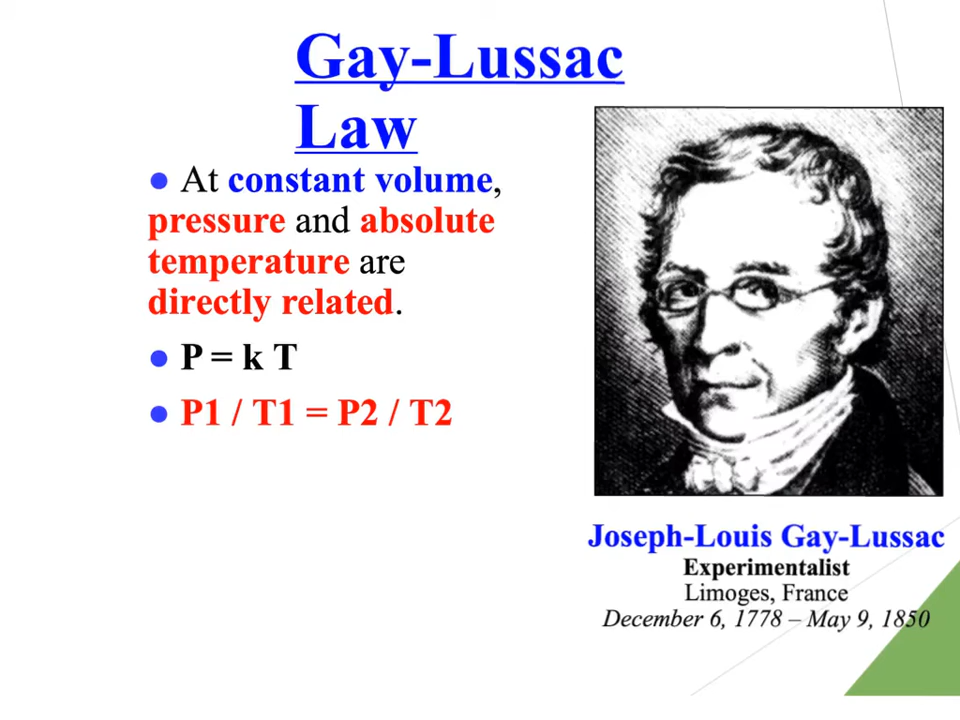 Gay-Lussac
Law
● At constant volume,
pressure and absolute
temperature are
directly related.
● P = k T
● P1 / T1 = P2 / T2
Joseph-Louis Gay-Lussac
Experimentalist
Limoges, France
December 6, 1778 – May 9, 1850